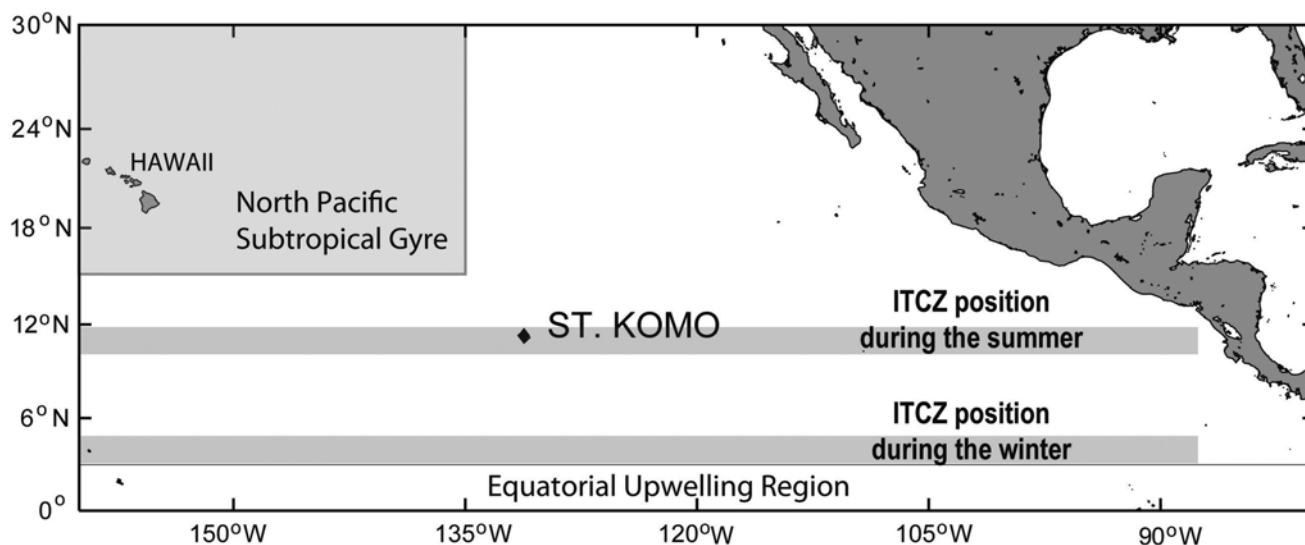 30°N
24°N
HAWAII
North Pacific
18°N
Subtropical Gyre
ITCZ position
12°N
ST. KOMO
during the summer
6°N
ITCZ position
during the winter
Equatorial Upwelling Region
0°
150°W
135°W
120°W
105°W
90°W